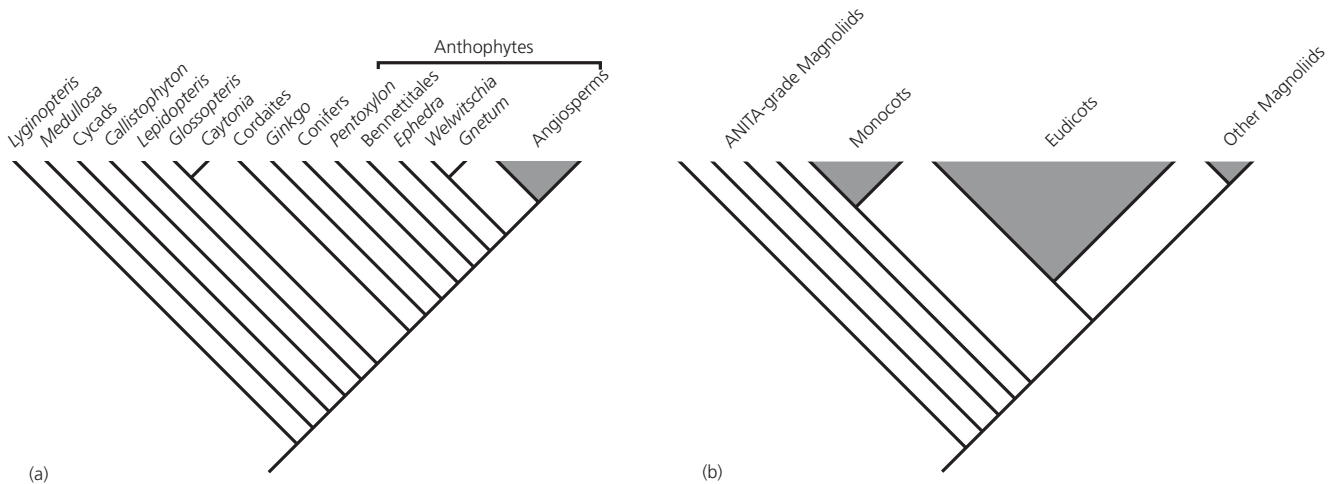 Anthophytes
Lyginopteris
Medullosa
Cycads
Callistophyton
Lepidopteris
Glossopteris
Caytonia
Cordaites
Ginkgo
Conifers
Pentoxylon
Bennettitales
Ephedra
Welwitschia
Gnetum
Angiosperms
(a)
ANITA-grade Magnoliids
Monocots
Eudicots
Other Magnoliids
(b)